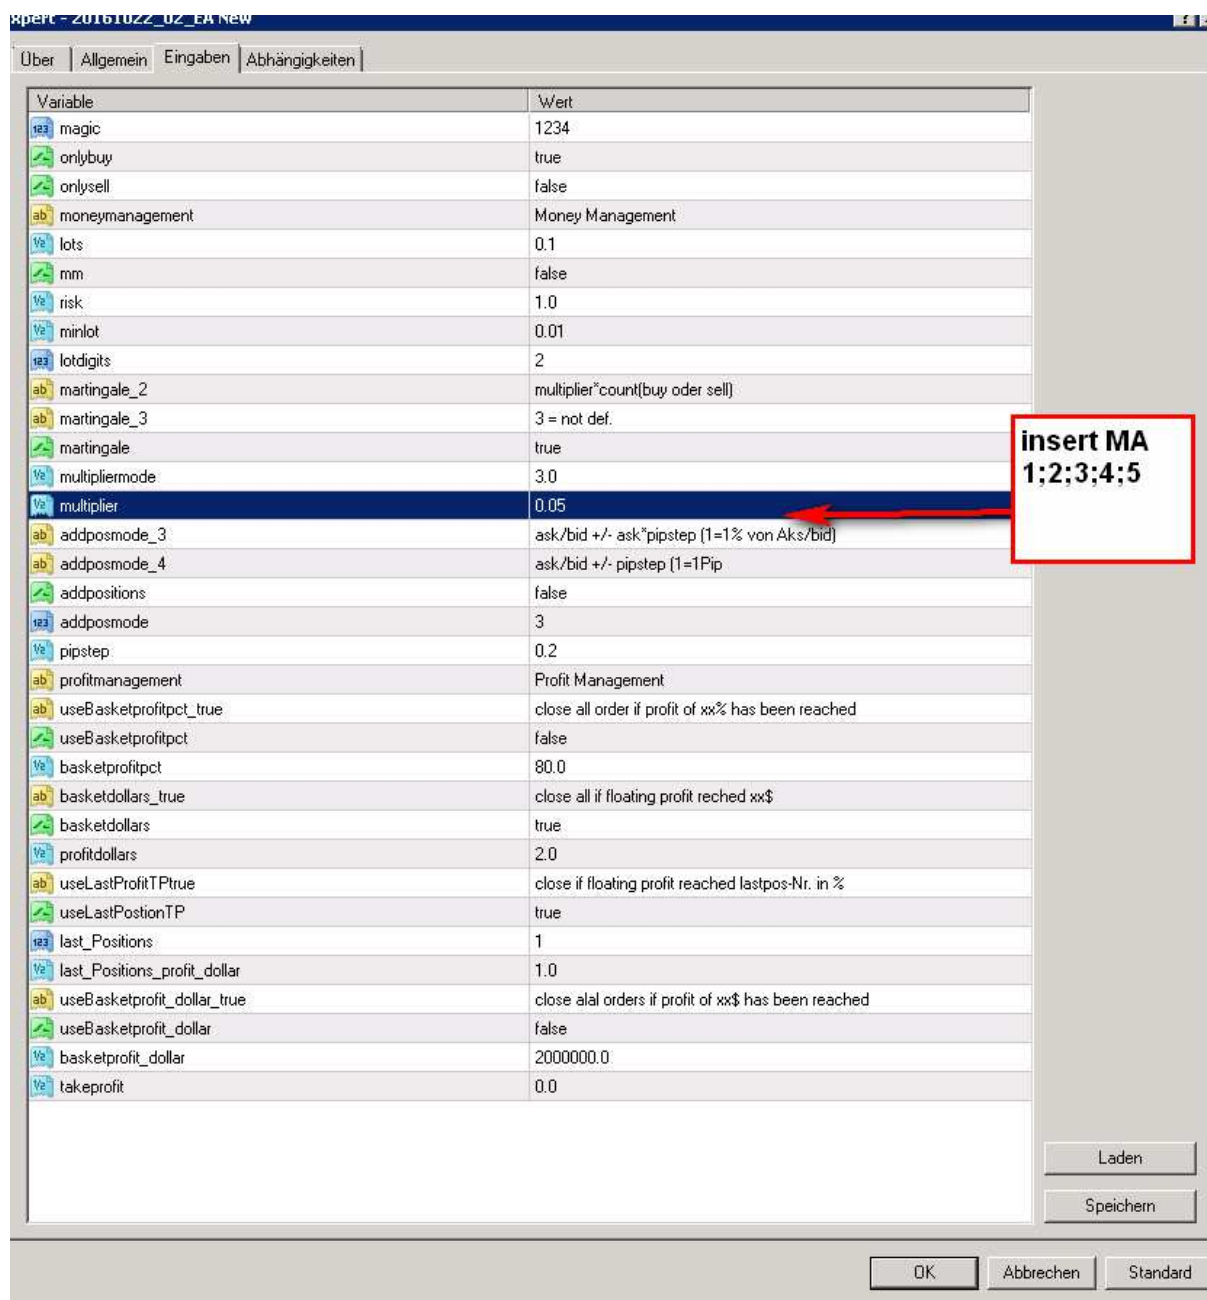 xpert - 20161022_02_EA New
Über Allgemein Eingaben Abhängigkeiten
Variable Wert
magic 1234
onlybuy true
onlysell false
moneymanagement Money Management
lots 0.1
mm false
risk 1.0
minlot 0.01
lotdigits 2
martingale_2 multiplier*count(buy oder sell)
martingale_3 3 = not def.
martingale true
multipliermode 3.0
multiplier 0.05
insert MA
1;2;3;4;5
addposmode_3 ask/bid +/- ask*pipstep (1=1% von Aks/bid)
addposmode_4 ask/bid +/- pipstep (1=1Pip
addpositions false
addposmode 3
pipstep 0.2
profitmanagement Profit Management
useBasketprofitpct_true close all order if profit of xx% has been reached
useBasketprofitpct false
basketprofitpct 80.0
basketdollars_true close all if floating profit reched xx$
basketdollars true
profitdollars 2.0
useLastProfitTPtrue close if floating profit reached lastpos-Nr. in %
useLastPostionTP true
last_Positions 1
last_Positions_profit_dollar 1.0
useBasketprofit_dollar_true close alal orders if profit of xx$ has been reached
useBasketprofit_dollar false
basketprofit_dollar 2000000.0
takeprofit 0.0
Laden
Speichern
OK Abbrechen Standard